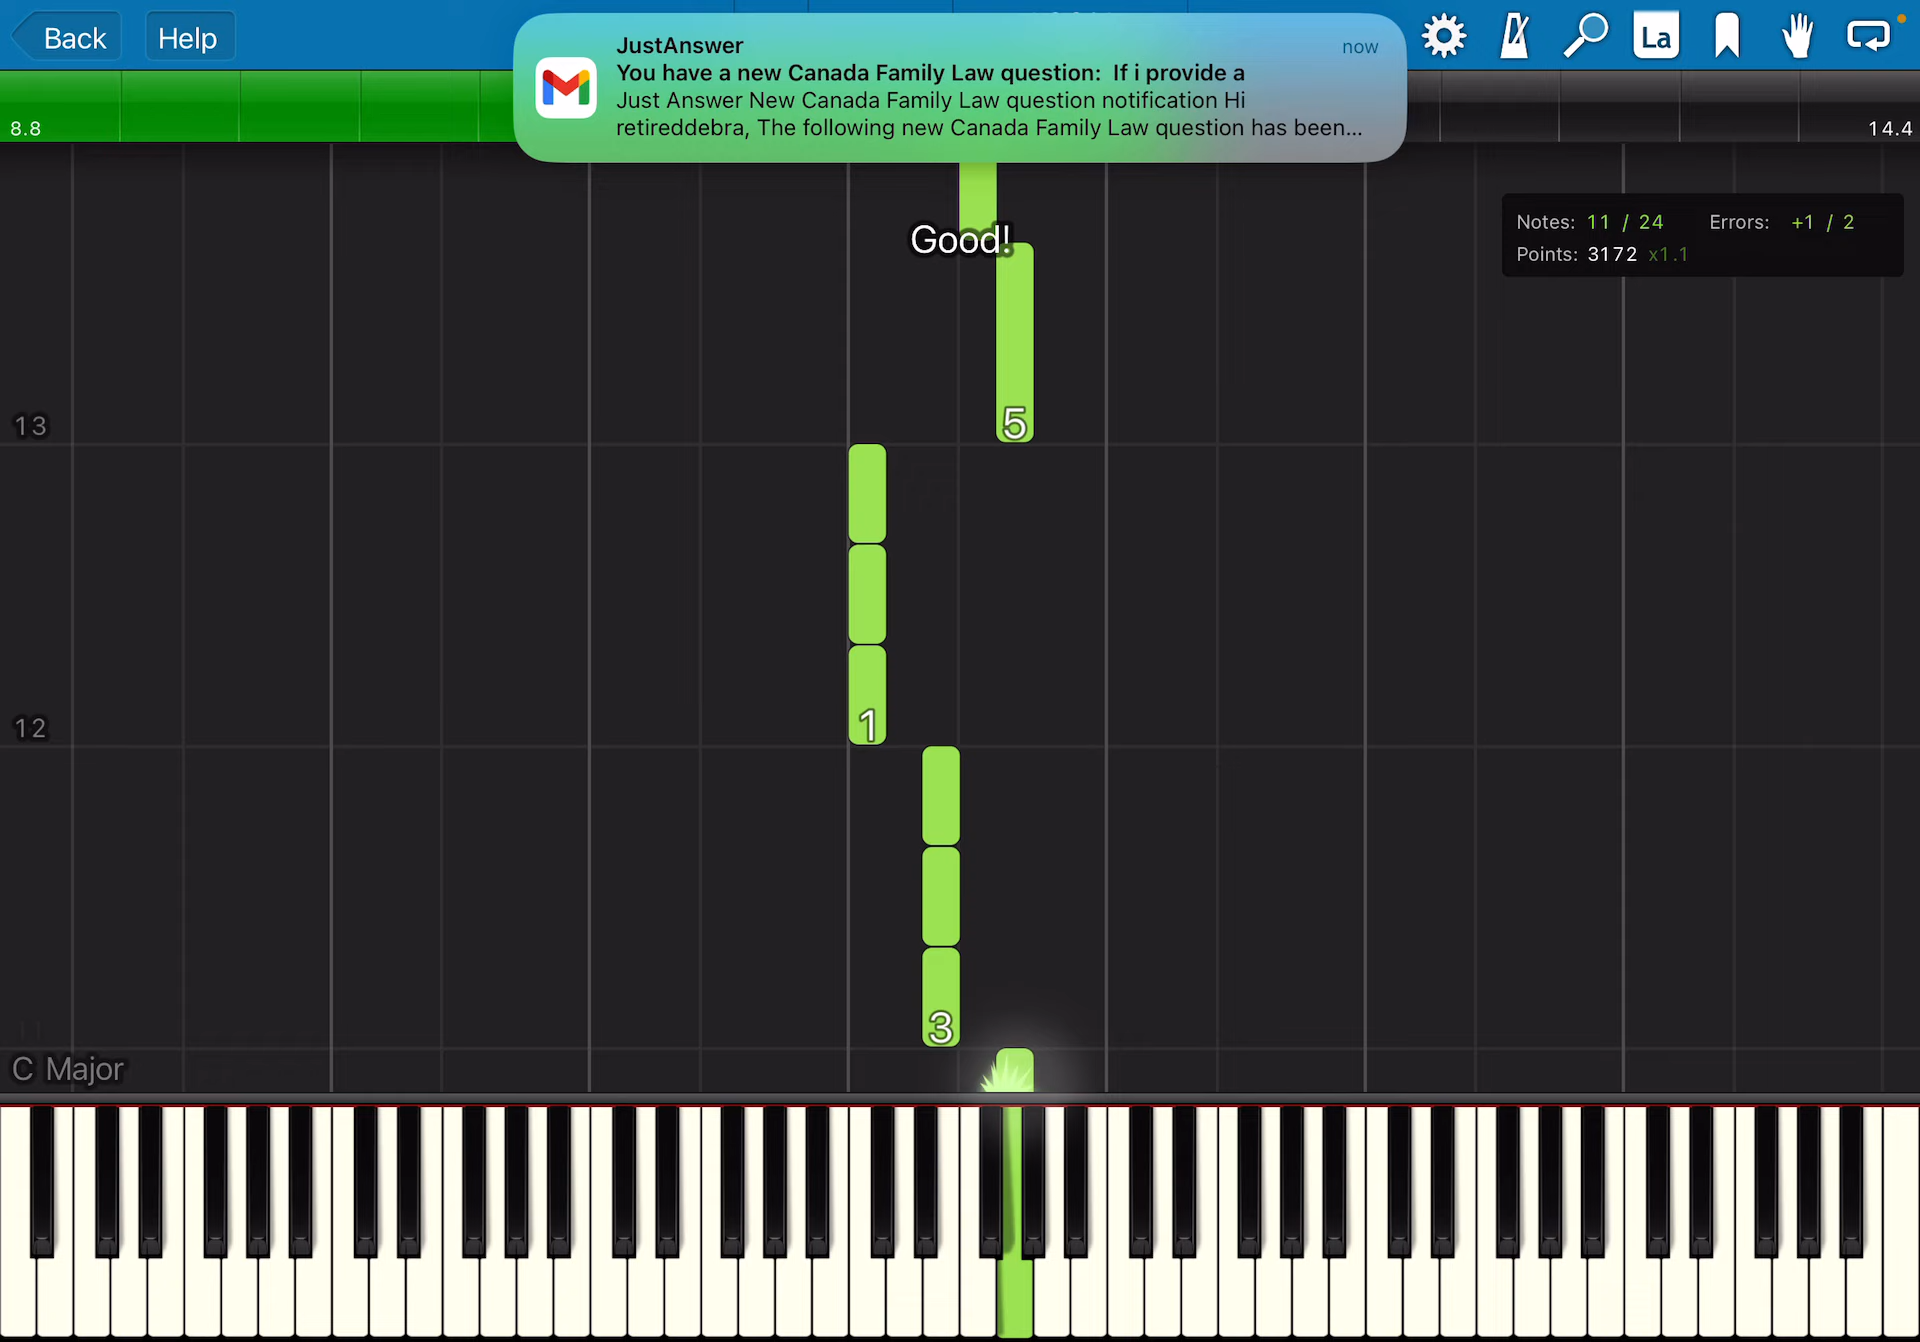 Back
Help
JustAnswer
now
You have a new Canada Family Law question:  If i provide a
Just Answer New Canada Family Law question notification Hi
retireddebra, The following new Canada Family Law question has been...
La
8.8
14.4
Good!
Notes: 11 / 24 Errors: +1 / 2
Points: 3172 x1.1
13
5
12
1
3
11
C Major